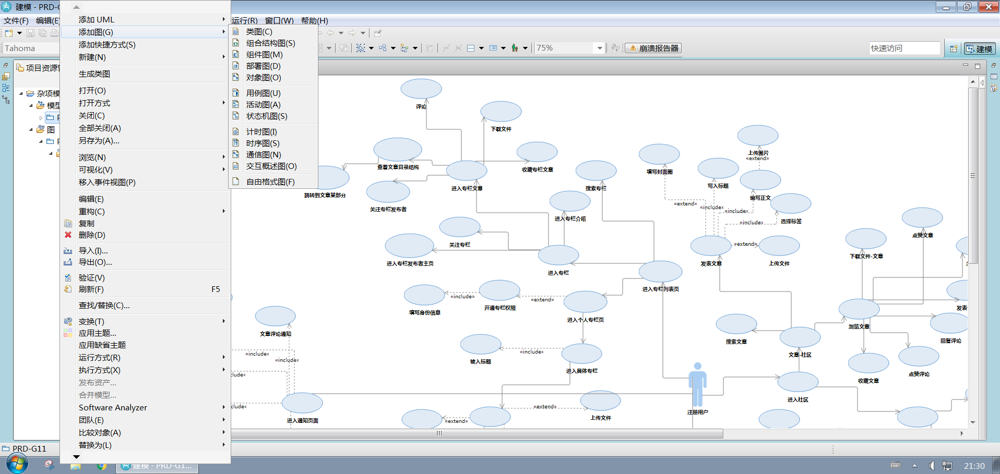 建模 - PRD-G
文件(F) 编辑(E) 运行(R) 窗口(W) 帮助(H)
Tahoma
75%
崩溃报告器
快速访问
建模
项目资源管
杂项模
模型
图
添加 UML
添加图(G)
添加快捷方式(S)
新建(N)
生成类图
打开(O)
打开方式
关闭(C)
全部关闭(A)
另存为(A)...
浏览(N)
可视化(V)
移入事件视图(P)
编辑(E)
重构(C)
复制
删除(D)
导入(I)...
导出(O)...
验证(V)
刷新(F) F5
查找/替换(C)...
变换(T)
应用主题...
应用缺省主题
运行方式(R)
执行方式(X)
发布资产...
合并模型...
Software Analyzer
团队(E)
比较对象(A)
替换为(L)
类图(C)
组合结构图(S)
组件图(M)
部署图(D)
对象图(O)
用例图(U)
活动图(A)
状态机图(S)
计时图(I)
时序图(S)
通信图(N)
交互概述图(O)
自由格式图(F)
评论
下载文件
查看文章目录结构
收藏专栏文章
进入专栏文章
跳转到文章某部分
关注专栏发布者
搜索专栏
进入专栏介绍
关注专栏
进入专栏发布者主页
进入专栏
进入专栏列表页
填写封面图
上传图片
«extend»
写入标题
编写正文
选择标签
«extend»
«include»
«include»
«include»
发表文章
«extend»
上传文件
点赞文章
下载文件-文章
填写身份信息
«include»
开通专栏权限
«extend»
进入个人专栏页
文章评论通知
输入标题
«include»
进入具体专栏
«include»
«include»
clude»
clude»
进入通知页面
«extend»
«extend»
上传文件
注册用户
搜索文章
文章-社区
浏览文章
发表
回复评论
收藏文章
点赞评论
进入社区
PRD-G11
建模 - PRD-G1...
21:30